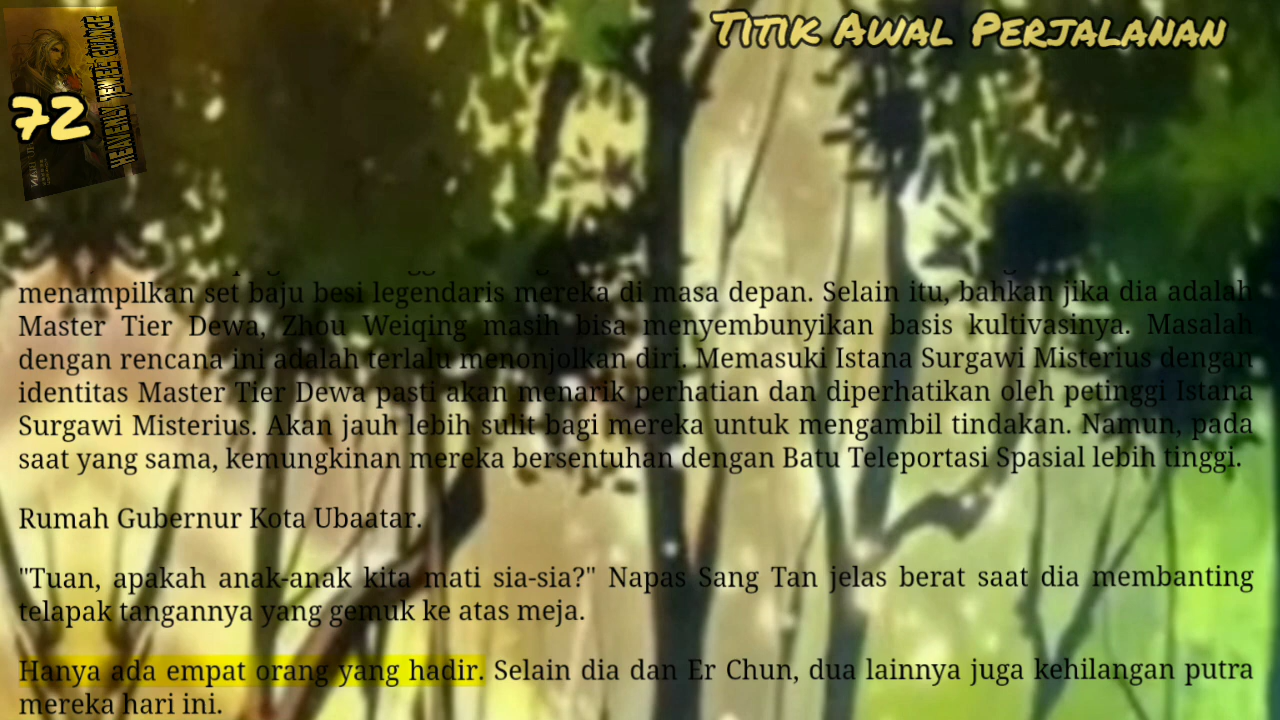 Titik Awal Perjalanan
72
HEAVENLY JEWEL CHANGE
menampilkan set baju besi legendaris mereka di masa depan. Selain itu, bahkan jika dia adalah
Master Tier Dewa, Zhou Weiqing masih bisa menyembunyikan basis kultivasinya. Masalah
dengan rencana ini adalah terlalu menonjolkan diri. Memasuki Istana Surgawi Misterius dengan
identitas Master Tier Dewa pasti akan menarik perhatian dan diperhatikan oleh petinggi Istana
Surgawi Misterius. Akan jauh lebih sulit bagi mereka untuk mengambil tindakan. Namun, pada
saat yang sama, kemungkinan mereka bersentuhan dengan Batu Teleportasi Spasial lebih tinggi.
Rumah Gubernur Kota Ubaatar.
"Tuan, apakah anak-anak kita mati sia-sia?" Napas Sang Tan jelas berat saat dia membanting
telapak tangannya yang gemuk ke atas meja.
Hanya ada empat orang yang hadir. Selain dia dan Er Chun, dua lainnya juga kehilangan putra
mereka hari ini.